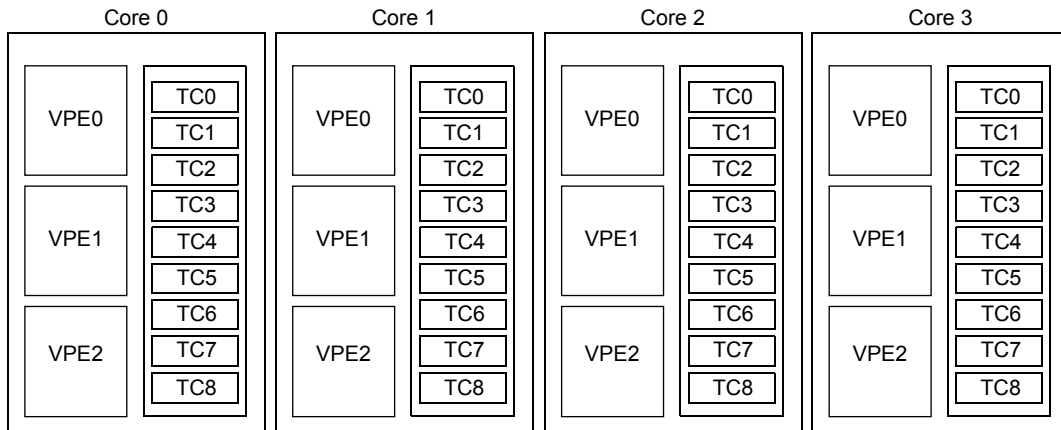 Core 0 Core 1 Core 2 Core 3
VPE0 TC0 VPE0 TC0 VPE0 TC0 VPE0 TC0
TC1 TC1 TC1 TC1
TC2 TC2 TC2 TC2
VPE1 TC3 VPE1 TC3 VPE1 TC3 VPE1 TC3
TC4 TC4 TC4 TC4
TC5 TC5 TC5 TC5
TC6 TC6 TC6 TC6
VPE2 TC7 VPE2 TC7 VPE2 TC7 VPE2 TC7
TC8 TC8 TC8 TC8